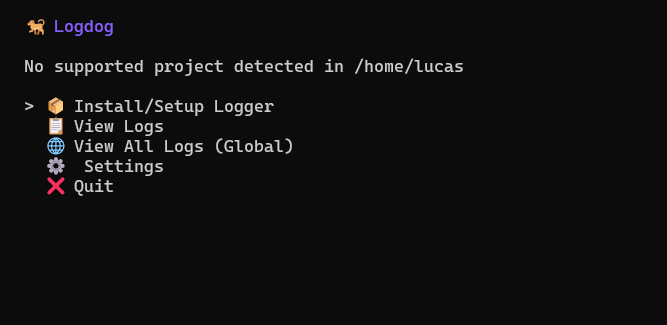 🐕 Logdog
No supported project detected in /home/lucas
> 📦 Install/Setup Logger
📋 View Logs
🌐 View All Logs (Global)
⚙️  Settings
❌ Quit